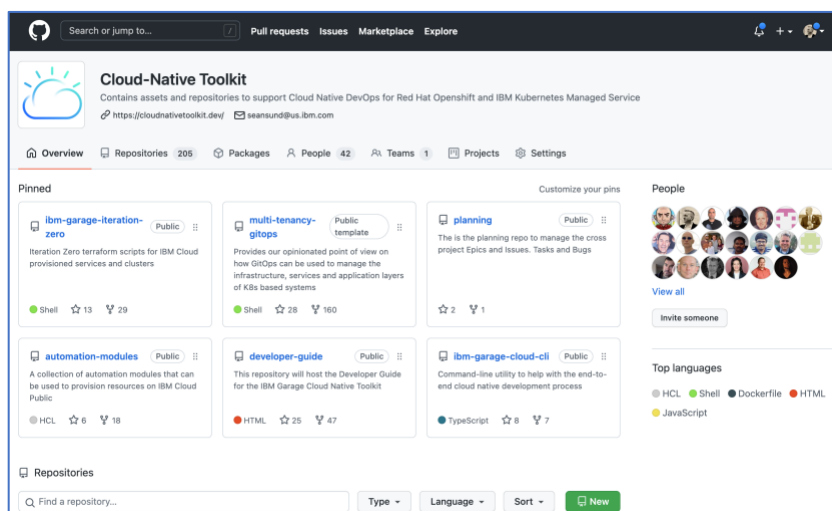 Search or jump to... /
Pull requests Issues Marketplace Explore
Cloud-Native Toolkit
Contains assets and repositories to support Cloud Native DevOps for Red Hat Openshift and IBM Kubernetes Managed Service
https://cloudnativetoolkit.dev/ seansund@us.ibm.com
Overview Repositories 205 Packages People 42 Teams 1 Projects Settings
Pinned
Customize your pins
ibm-garage-iteration-
zero
Public
Iteration Zero terraform scripts for IBM Cloud
provisioned services and clusters
Shell 13 29
multi-tenancy-
gitops
Public
template
Provides our opinionated point of view on
how GitOps can be used to manage the
infrastructure, services and application layers
of K8s based systems
Shell 28 160
planning Public
The is the planning repo to manage the cross
project Epics and Issues. Tasks and Bugs
2 1
automation-modules Public
A collection of automation modules that can
be used to provision resources on IBM Cloud
Public
HCL 6 18
developer-guide Public
This repository will host the Developer Guide
for the IBM Garage Cloud Native Toolkit
HTML 25 47
ibm-garage-cloud-cli Public
Command-line utility to help with the end-to-
end cloud native development process
TypeScript 8 7
People
View all
Invite someone
Top languages
HCL Shell Dockerfile HTML
JavaScript
Repositories
Find a repository...
Type Language Sort New